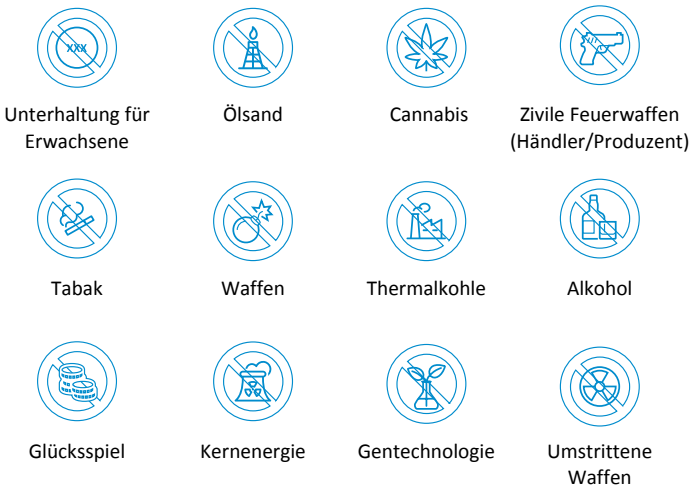 XXX
Unterhaltung für
Erwachsene
Ölsand
Cannabis
Zivile Feuerwaffen
(Händler/Produzent)
Tabak
Waffen
Thermalkohle
Alkohol
Glücksspiel
Kernenergie
Gentechnologie
Umstrittene
Waffen